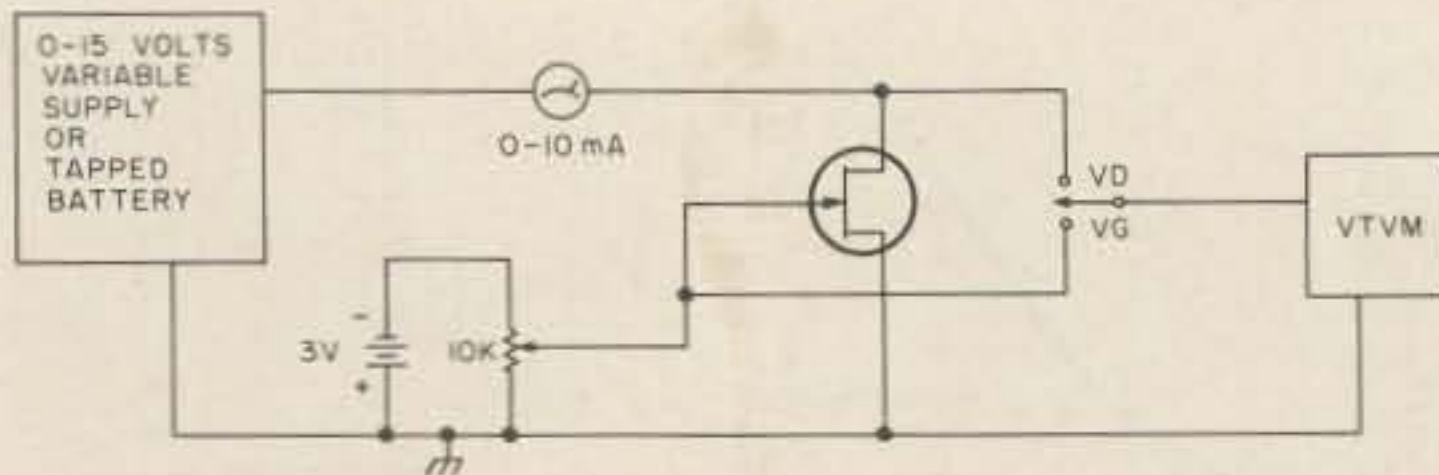 0-15 VOLTS
VARIABLE
SUPPLY
OR
TAPPED
BATTERY
0-10 mA
VD
VG
VTVM
-
3V
10K
+